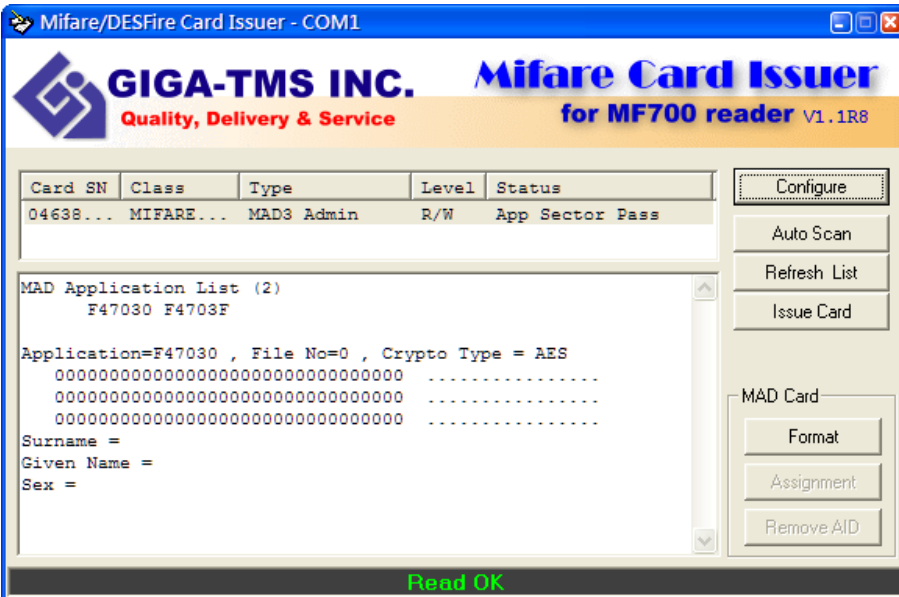 Mifare/DESFire Card Issuer - COM1
GIGA-TMS INC.
Quality, Delivery & Service
Mifare Card Issuer
for MF700 reader V1.1R8
Card SN Class Type Level Status
04638... MIFARE... MAD3 Admin R/W App Sector Pass
Configure
Auto Scan
Refresh List
Issue Card
MAD Application List (2)
F47030 F4703F
Application=F47030 , File No=0 , Crypto Type = AES
00000000000000000000000000000000 ................
00000000000000000000000000000000 ................
00000000000000000000000000000000 ................
Surname =
Given Name =
Sex =
MAD Card
Format
Assignment
Remove AID
Read OK